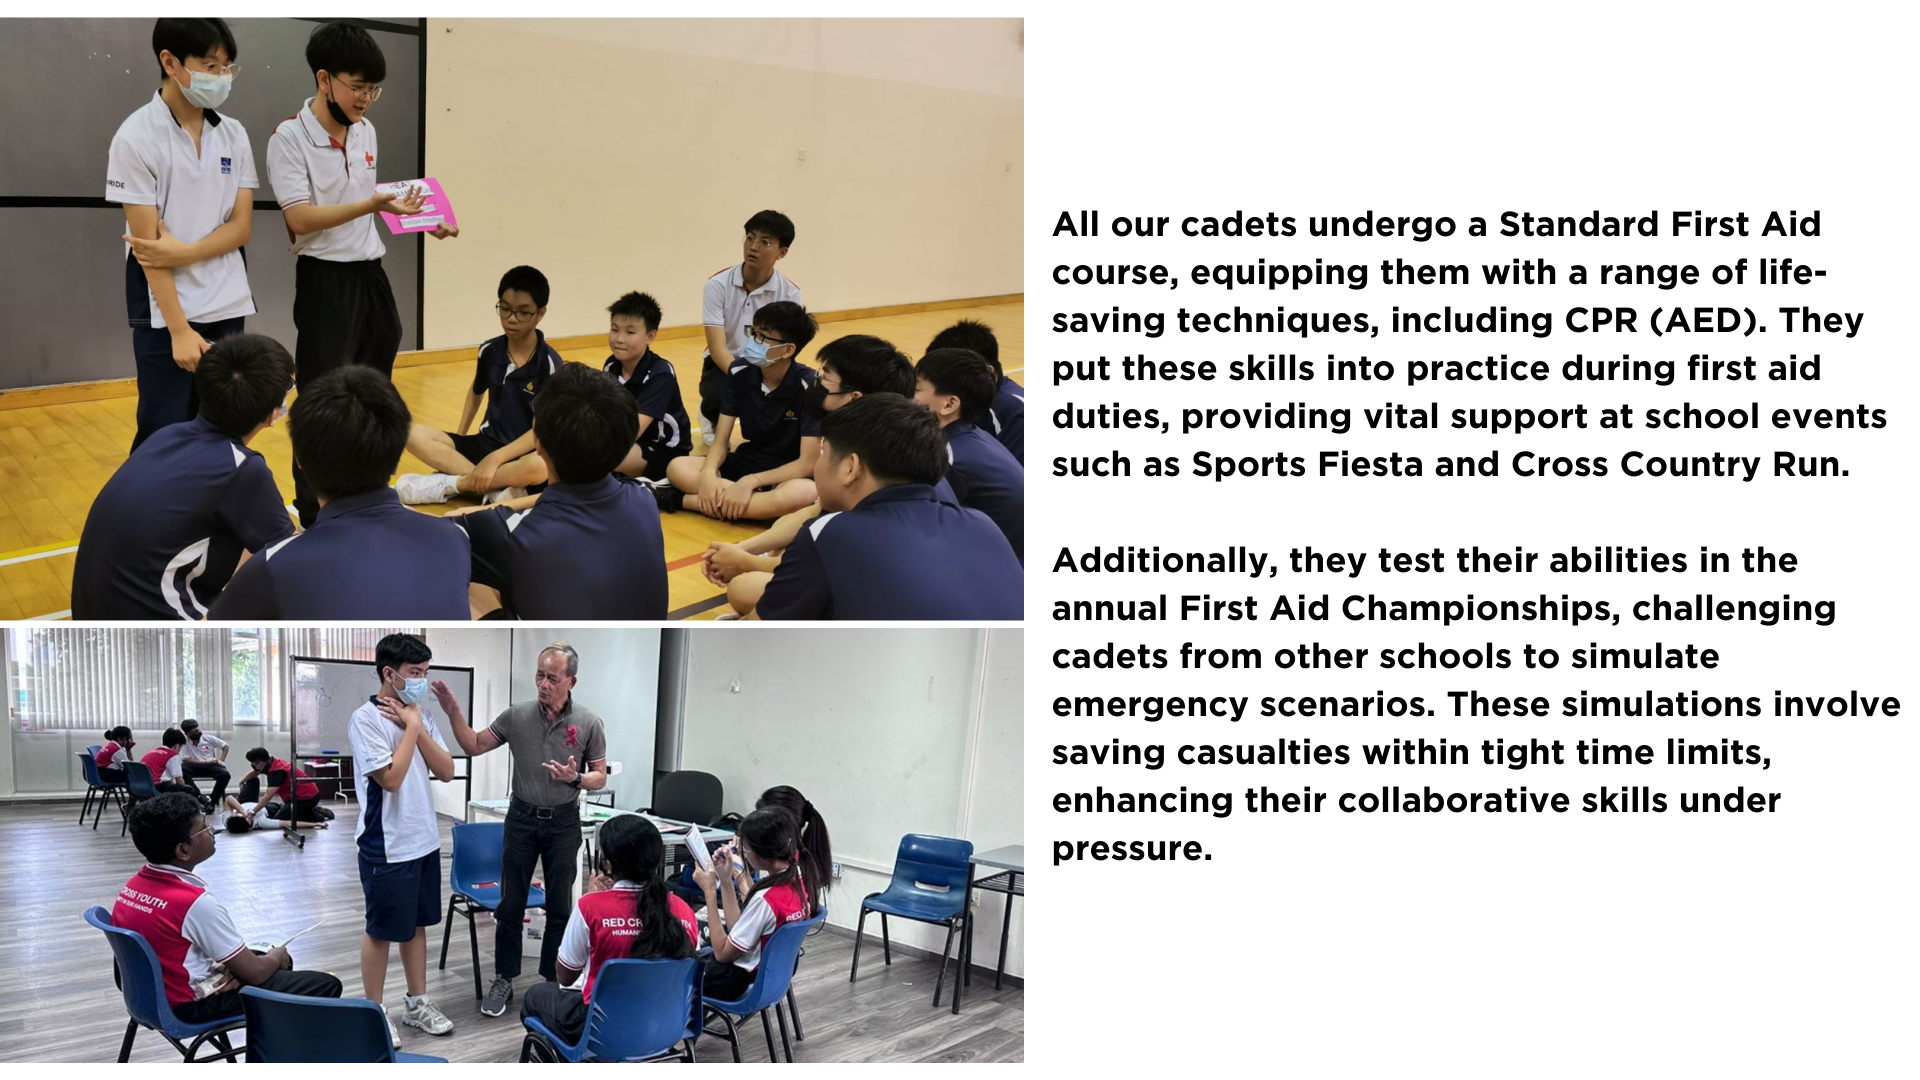 All our cadets undergo a Standard First Aid
course, equipping them with a range of life-
saving techniques, including CPR (AED). They
put these skills into practice during first aid
duties, providing vital support at school events
such as Sports Fiesta and Cross Country Run.
Additionally, they test their abilities in the
annual First Aid Championships, challenging
cadets from other schools to simulate
emergency scenarios. These simulations involve
saving casualties within tight time limits,
enhancing their collaborative skills under
pressure.
RED CR
CROSS YOUTH